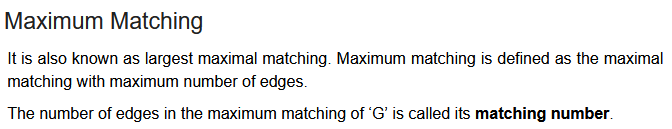 Maximum Matching
It is also known as largest maximal matching. Maximum matching is defined as the maximal
matching with maximum number of edges.
The number of edges in the maximum matching of ‘G’ is called its matching number.